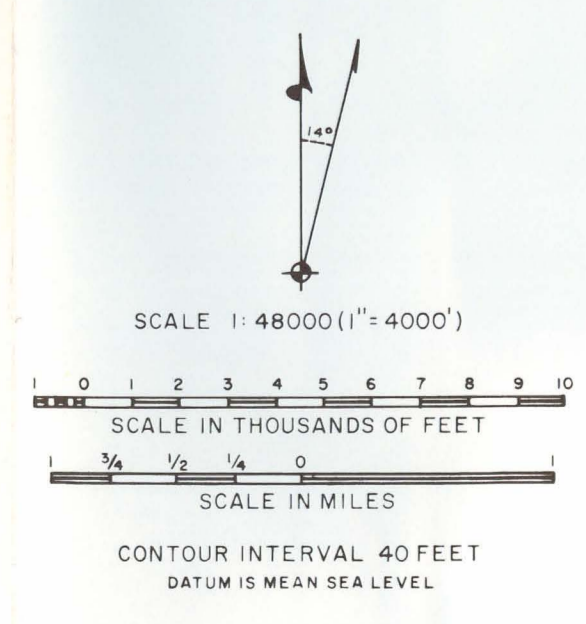 14°
SCALE 1:48000 (1"=4000')
1 0 1 2 3 4 5 6 7 8 9 10
SCALE IN THOUSANDS OF FEET
1 3/4 1/2 1/4 0 1
SCALE IN MILES
CONTOUR INTERVAL 40 FEET
DATUM IS MEAN SEA LEVEL